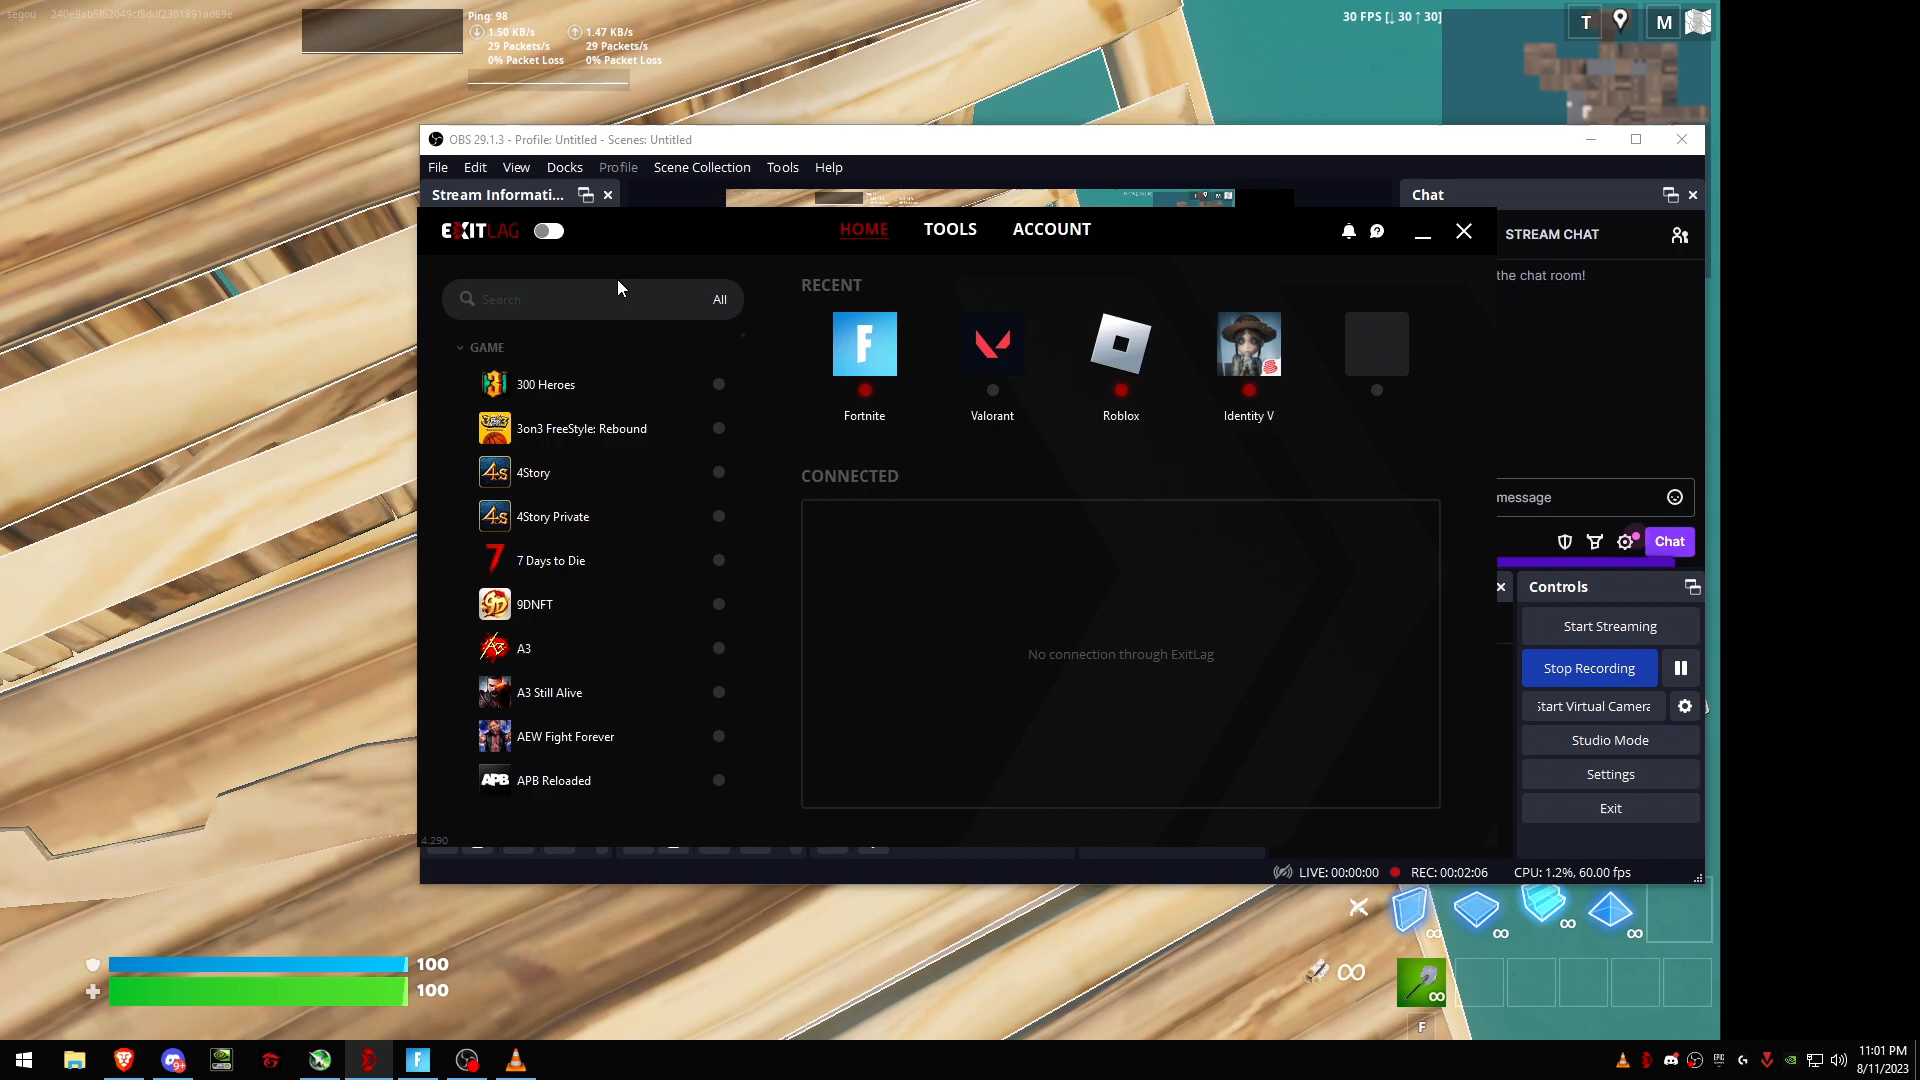 segou 240e9ab5f62049cf8ddf2301891ad69e
Ping: 98
1.50 KB/s 1.47 KB/s
29 Packets/s 29 Packets/s
0% Packet Loss 0% Packet Loss
30 FPS [↓ 30 ↑ 30]
T M
OBS 29.1.3 - Profile: Untitled - Scenes: Untitled
File Edit View Docks Profile Scene Collection Tools Help
Stream Informati...
Chat
EXITLAG
HOME TOOLS ACCOUNT
STREAM CHAT
the chat room!
Search All
RECENT
GAME
300 Heroes
3on3 FreeStyle: Rebound
4Story
4Story Private
7 Days to Die
9DNFT
A3
A3 Still Alive
AEW Fight Forever
APB Reloaded
Fortnite Valorant Roblox Identity V
CONNECTED
No connection through ExitLag
message
Chat
Controls
Start Streaming
Stop Recording
Start Virtual Camera
Studio Mode
Settings
Exit
4.290
LIVE: 00:00:00 REC: 00:02:06 CPU: 1.2%, 60.00 fps
∞ ∞ ∞ ∞
100
100
∞
∞
F
9+
11:01 PM
8/11/2023